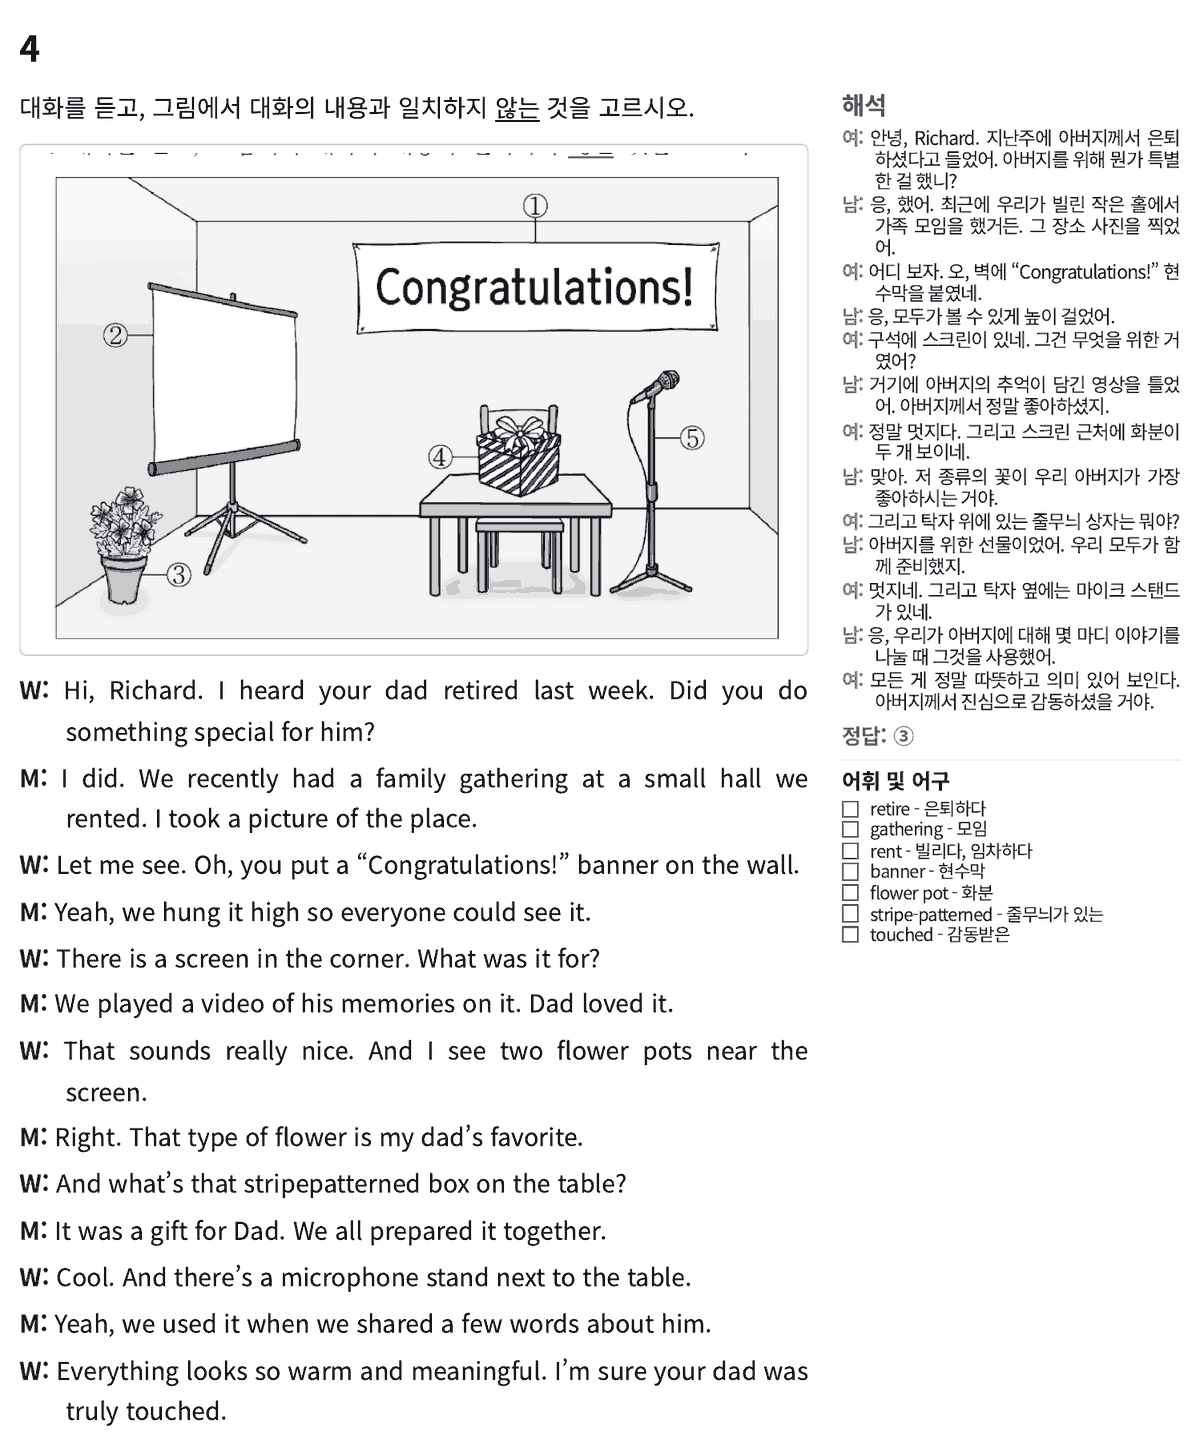 4
대화를 듣고, 그림에서 대화의 내용과 일치하지 않는 것을 고르시오.
①
Congratulations!
②
⑤
④
③
W: Hi, Richard. I heard your dad retired last week. Did you do
something special for him?
M: I did. We recently had a family gathering at a small hall we
rented. I took a picture of the place.
W: Let me see. Oh, you put a “Congratulations!” banner on the wall.
M: Yeah, we hung it high so everyone could see it.
W: There is a screen in the corner. What was it for?
M: We played a video of his memories on it. Dad loved it.
W: That sounds really nice. And I see two flower pots near the
screen.
M: Right. That type of flower is my dad’s favorite.
W: And what’s that stripepatterned box on the table?
M: It was a gift for Dad. We all prepared it together.
W: Cool. And there’s a microphone stand next to the table.
M: Yeah, we used it when we shared a few words about him.
W: Everything looks so warm and meaningful. I’m sure your dad was
truly touched.
해석
여: 안녕, Richard. 지난주에 아버지께서 은퇴
하셨다고 들었어. 아버지를 위해 뭔가 특별
한 걸 했니?
남: 응, 했어. 최근에 우리가 빌린 작은 홀에서
가족 모임을 했거든. 그 장소 사진을 찍었
어.
여: 어디 보자. 오, 벽에 “Congratulations!” 현
수막을 붙였네.
남: 응, 모두가 볼 수 있게 높이 걸었어.
여: 구석에 스크린이 있네. 그건 무엇을 위한 거
였어?
남: 거기에 아버지의 추억이 담긴 영상을 틀었
어. 아버지께서 정말 좋아하셨지.
여: 정말 멋지다. 그리고 스크린 근처에 화분이
두 개 보이네.
남: 맞아. 저 종류의 꽃이 우리 아버지가 가장
좋아하시는 거야.
여: 그리고 탁자 위에 있는 줄무늬 상자는 뭐야?
남: 아버지를 위한 선물이었어. 우리 모두가 함
께 준비했지.
여: 멋지네. 그리고 탁자 옆에는 마이크 스탠드
가 있네.
남: 응, 우리가 아버지에 대해 몇 마디 이야기를
나눌 때 그것을 사용했어.
여: 모든 게 정말 따뜻하고 의미 있어 보인다.
아버지께서 진심으로 감동하셨을 거야.
정답: ③
어휘 및 어구
retire - 은퇴하다
gathering - 모임
rent - 빌리다, 임차하다
banner - 현수막
flower pot - 화분
stripe-patterned - 줄무늬가 있는
touched - 감동받은